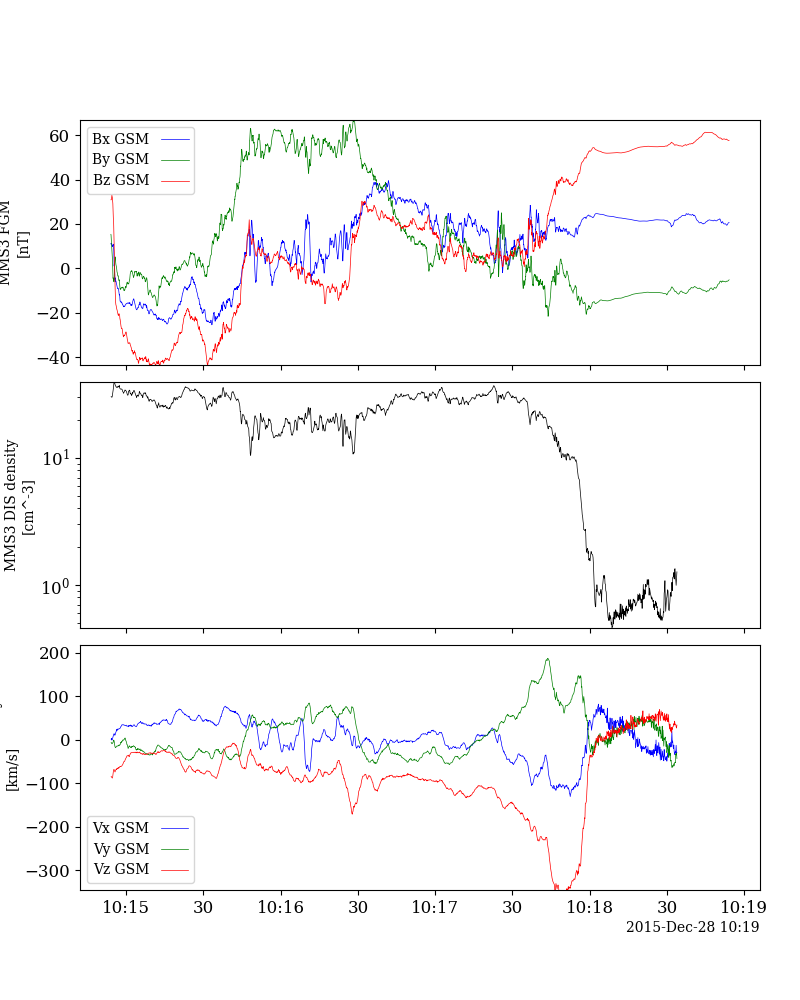 MMS3 FGM
[nT]
60
40
20
0
−20
−40
Bx GSM
By GSM
Bz GSM
MMS3 DIS density
[cm^-3]
10^1
10^0
[km/s]
200
100
0
−100
−200
−300
Vx GSM
Vy GSM
Vz GSM
10:15 30 10:16 30 10:17 30 10:18 30 10:19
2015-Dec-28 10:19